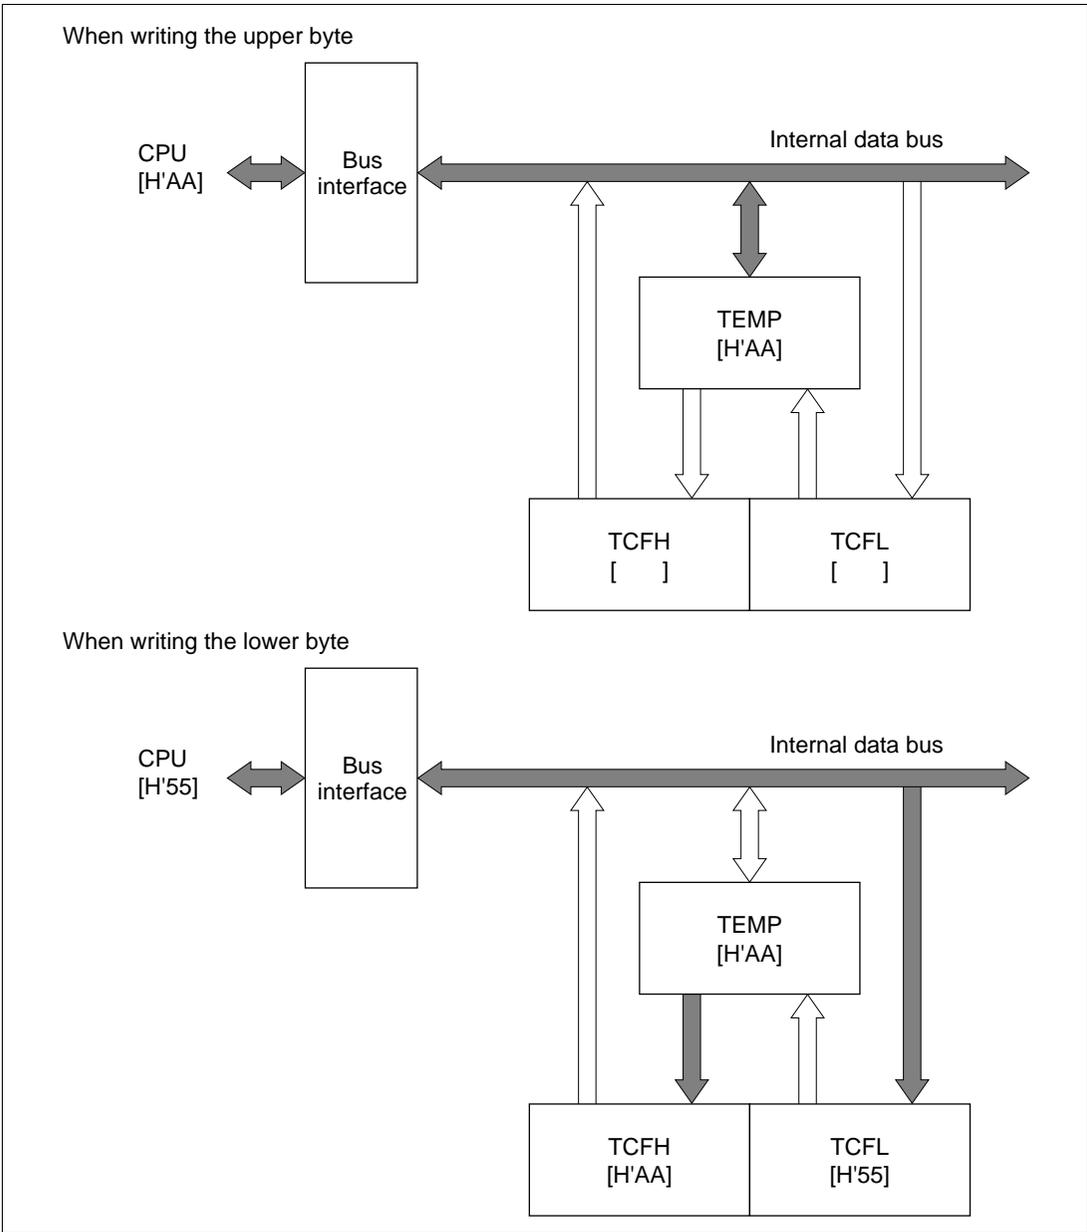 When writing the upper byte
Internal data bus
CPU
[H'AA]
Bus
interface
TEMP
[H'AA]
TCFH
[ ]
TCFL
[ ]
When writing the lower byte
Internal data bus
CPU
[H'55]
Bus
interface
TEMP
[H'AA]
TCFH
[H'AA]
TCFL
[H'55]